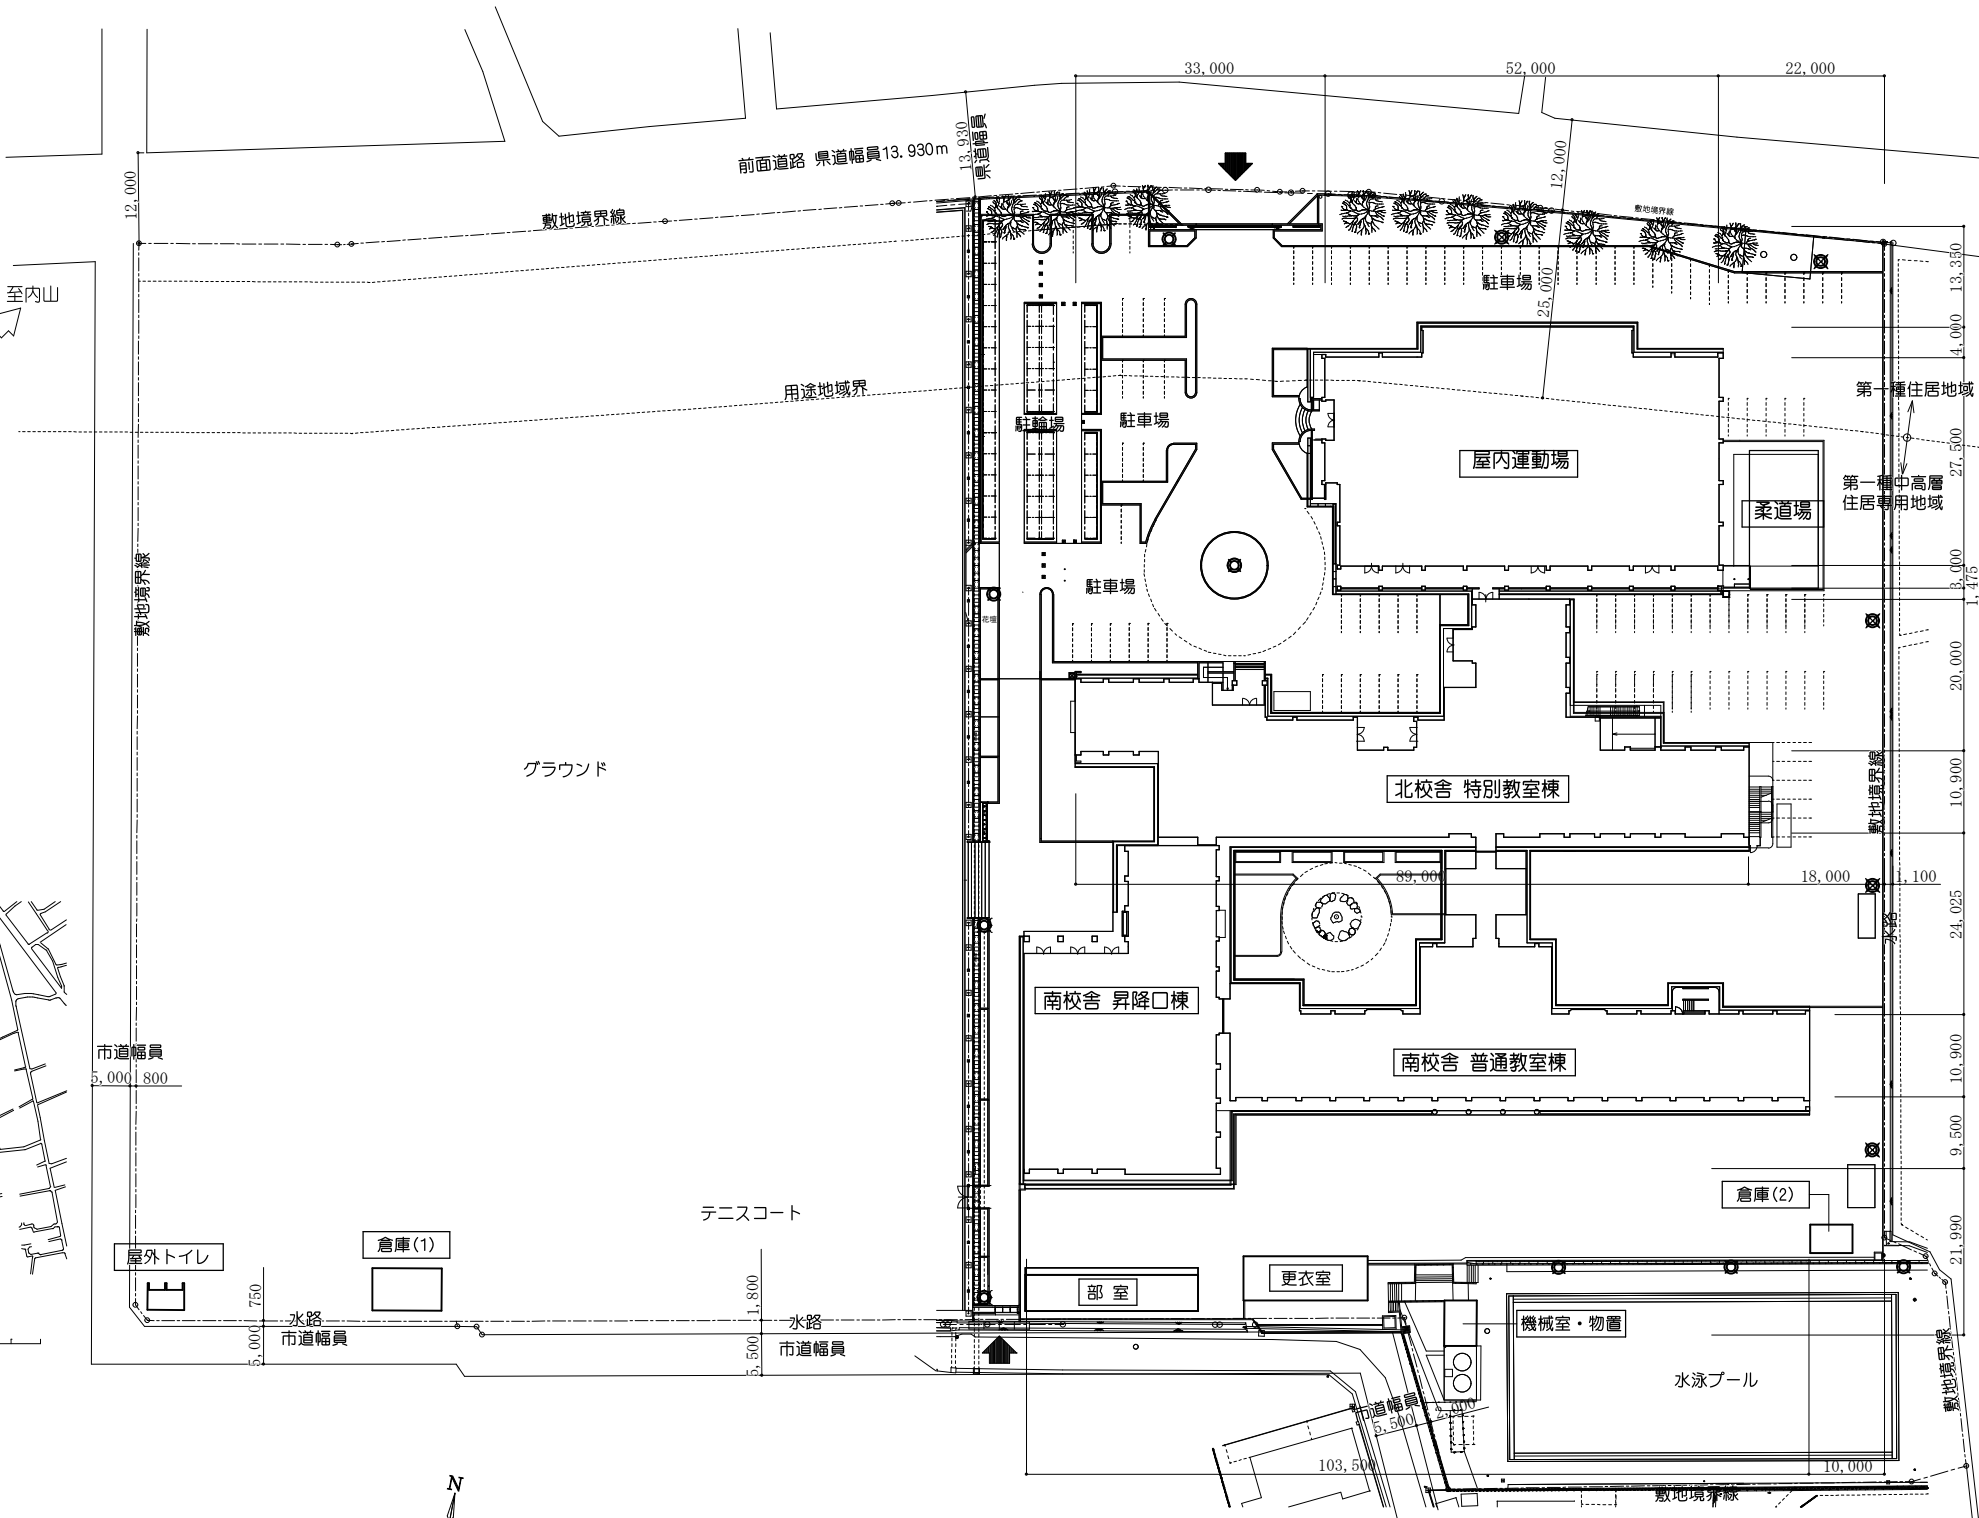 33,000
52,000
22,000
13,930
県道幅員
前面道路 県道幅員13.930m
12,000
12,000
敷地境界線
敷地境界線
至内山
駐車場
25,000
13,350
4,000
用途地域界
第一種住居地域
駐輪場
駐車場
屋内運動場
27,500
第一種中高層
住居専用地域
柔道場
敷地境界線
駐車場
3,000
1,475
花壇
20,000
グラウンド
北校舎 特別教室棟
敷地境界線
10,900
89,000
18,000
1,100
24,025
水路
南校舎 昇降口棟
市道幅員
5,000
800
南校舎 普通教室棟
10,900
9,500
倉庫(2)
テニスコート
21,990
屋外トイレ
倉庫(1)
部 室
更衣室
750
1,800
水路
水路
機械室・物置
市道幅員
市道幅員
5,000
5,500
敷地境界線
水泳プール
市道幅員
5,500
2,000
103,500
10,000
敷地境界線
N